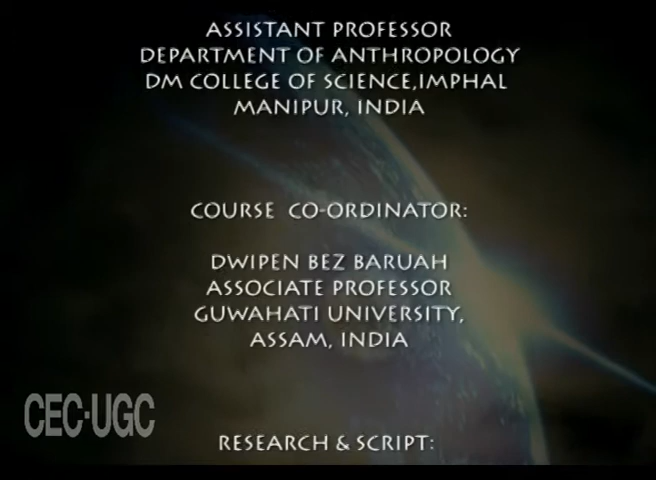 ASSISTANT PROFESSOR
DEPARTMENT OF ANTHROPOLOGY
DM COLLEGE OF SCIENCE,IMPHAL
MANIPUR, INDIA
COURSE CO-ORDINATOR:
DWIPEN BEZ BARUAH
ASSOCIATE PROFESSOR
GUWAHATI UNIVERSITY,
ASSAM, INDIA
CEC-UGC
RESEARCH & SCRIPT: